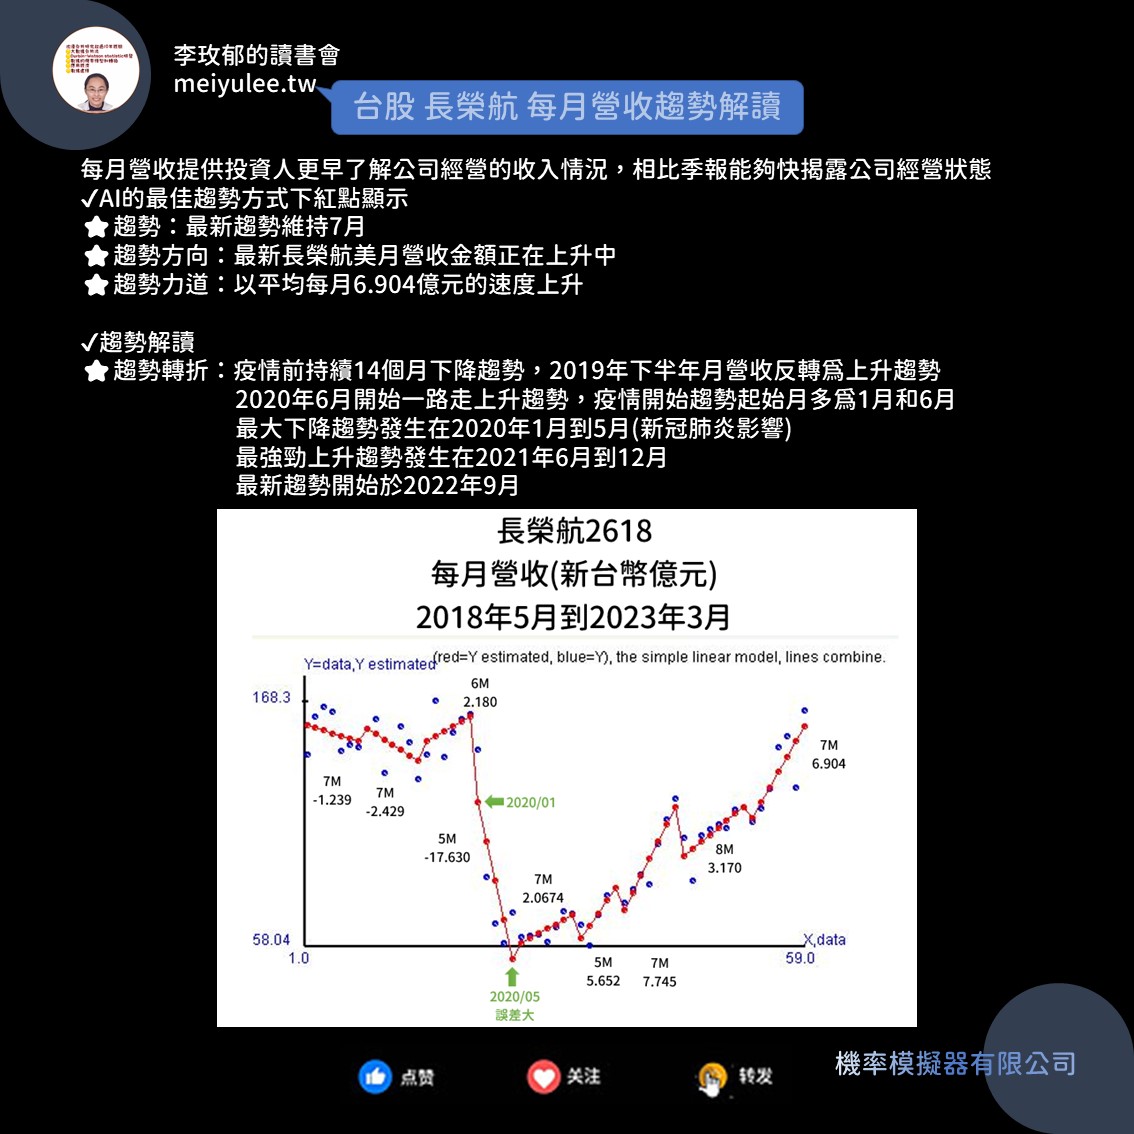 李玫郁的讀書會
meiyulee.tw
台股 長榮航 每月營收趨勢解讀
每月營收提供投資人更早了解公司經營的收入情況，相比季報能夠快揭露公司經營狀態
✓AI的最佳趨勢方式下紅點顯示
★趨勢：最新趨勢維持7月
★趨勢方向：最新長榮航美月營收金額正在上升中
★趨勢力道：以平均每月6.904億元的速度上升
✓趨勢解讀
★趨勢轉折：疫情前持續14個月下降趨勢，2019年下半年月營收反轉為上升趨勢
2020年6月開始一路走上升趨勢，疫情開始趨勢起始月多為1月和6月
最大下降趨勢發生在2020年1月到5月(新冠肺炎影響)
最強勁上升趨勢發生在2021年6月到12月
最新趨勢開始於2022年9月
長榮航2618
每月營收(新台幣億元)
2018年5月到2023年3月
Y=data,Y estimated
(red=Y estimated, blue=Y), the simple linear model, lines combine.
168.3
6M
2.180
7M
6.904
7M
-1.239
7M
-2.429
2020/01
5M
-17.630
8M
3.170
7M
2.0674
58.04
X,data
1.0
59.0
5M
5.652
7M
7.745
2020/05
誤差大
机率模擬器有限公司
点赞
关注
转发